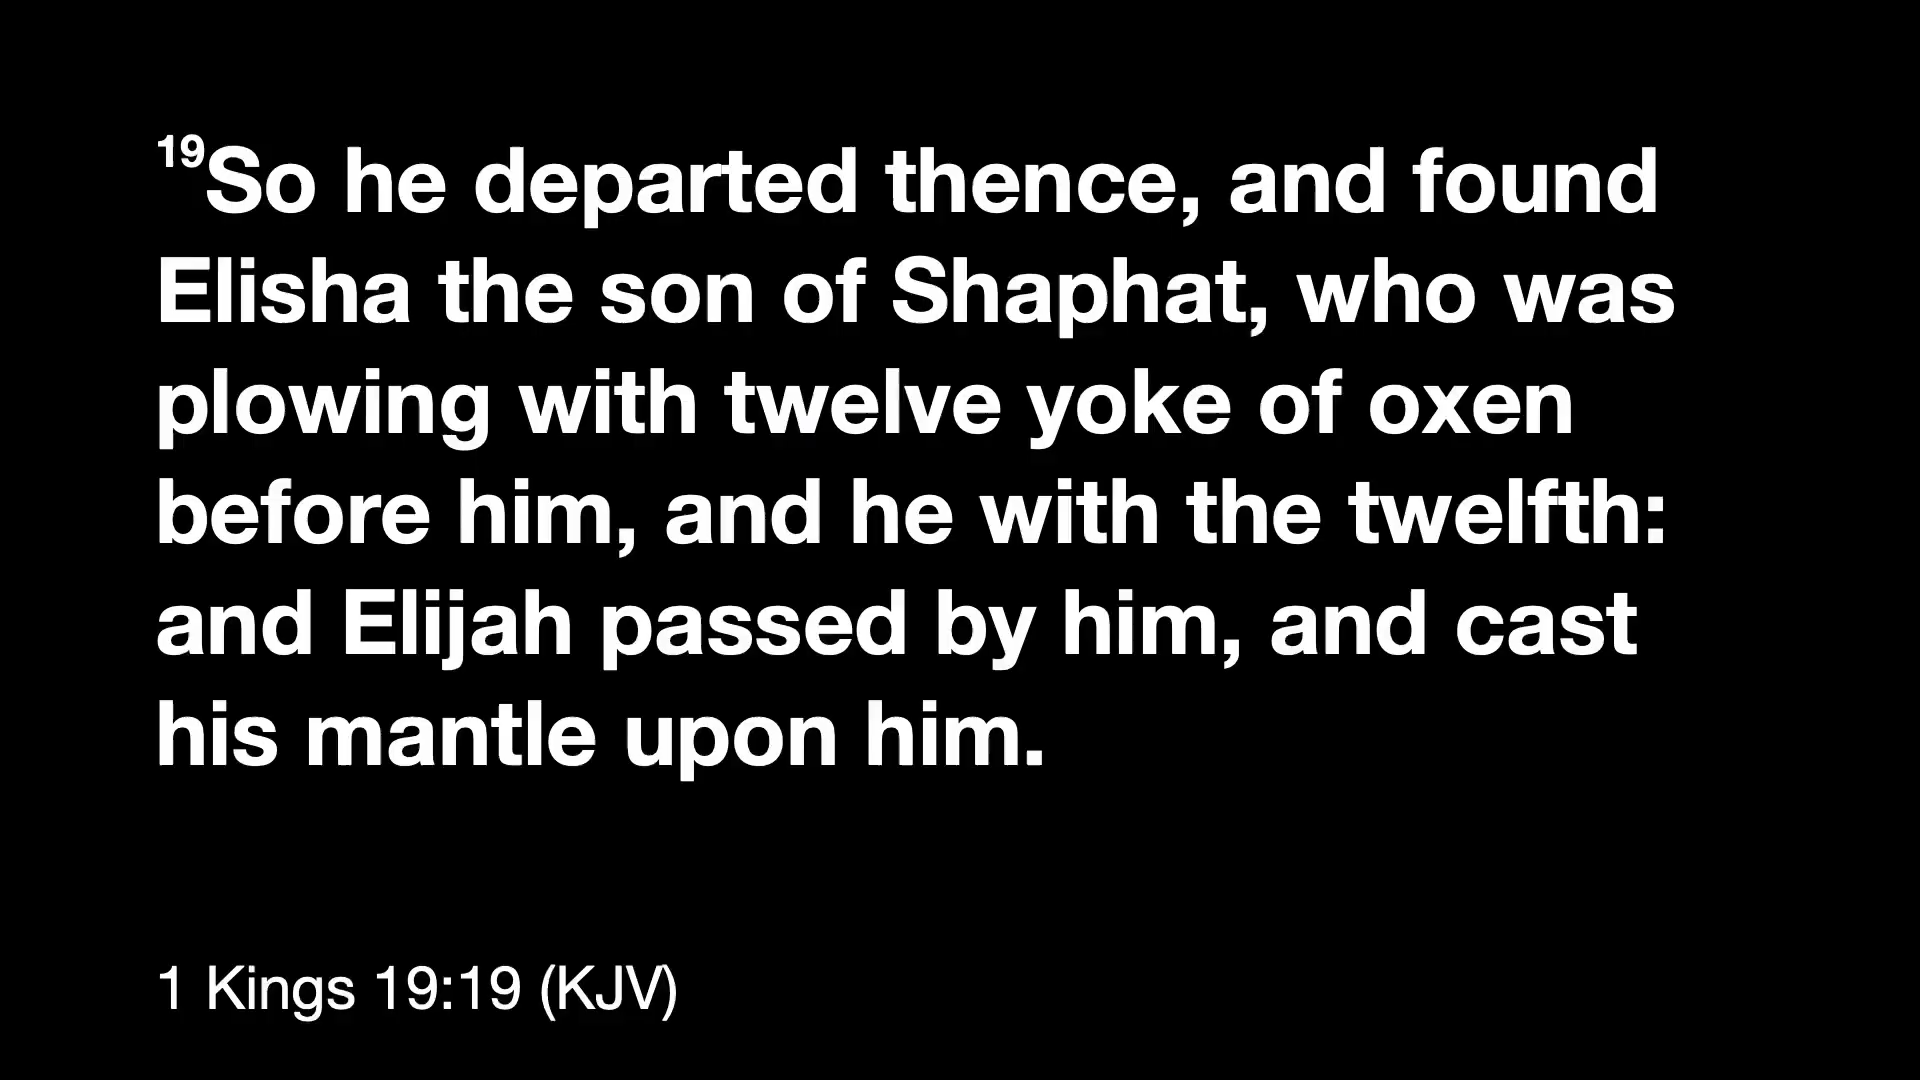 19So he departed thence, and found
Elisha the son of Shaphat, who was
plowing with twelve yoke of oxen
before him, and he with the twelfth:
and Elijah passed by him, and cast
his mantle upon him.
1 Kings 19:19 (KJV)